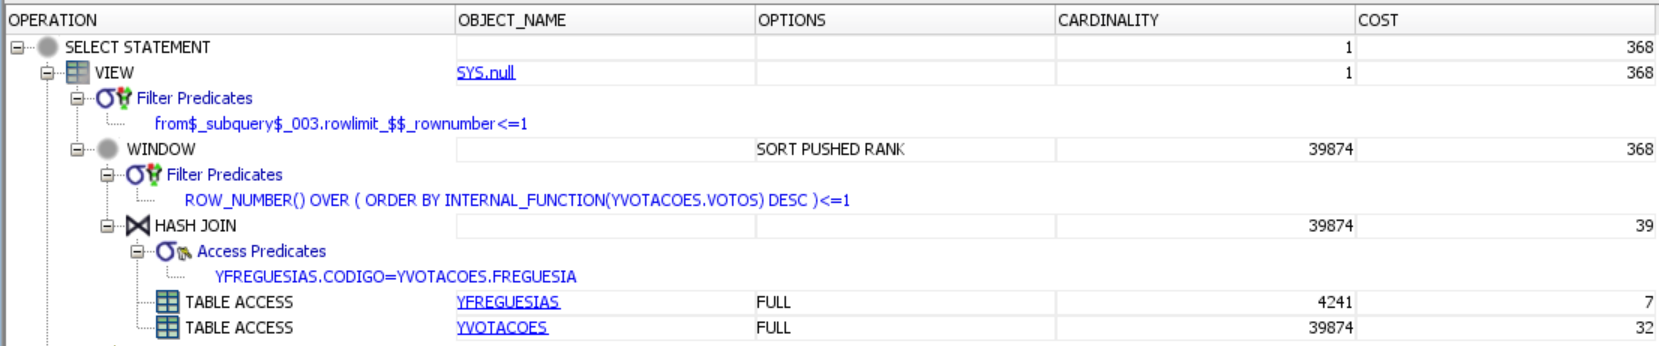 OPERATION OBJECT_NAME OPTIONS CARDINALITY COST
SELECT STATEMENT 1 368
VIEW SYS.null 1 368
Filter Predicates
from$_subquery$_003.rowlimit_$$_rownumber<=1
WINDOW SORT PUSHED RANK 39874 368
Filter Predicates
ROW_NUMBER() OVER ( ORDER BY INTERNAL_FUNCTION(YVOTACOES.VOTOS) DESC )<=1
HASH JOIN 39874 39
Access Predicates
YFREGUESIAS.CODIGO=YVOTACOES.FREGUESIA
TABLE ACCESS YFREGUESIAS FULL 4241 7
TABLE ACCESS YVOTACOES FULL 39874 32